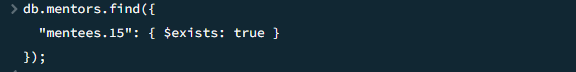 > db.mentors.find({
"mentees.15": { $exists: true }
});